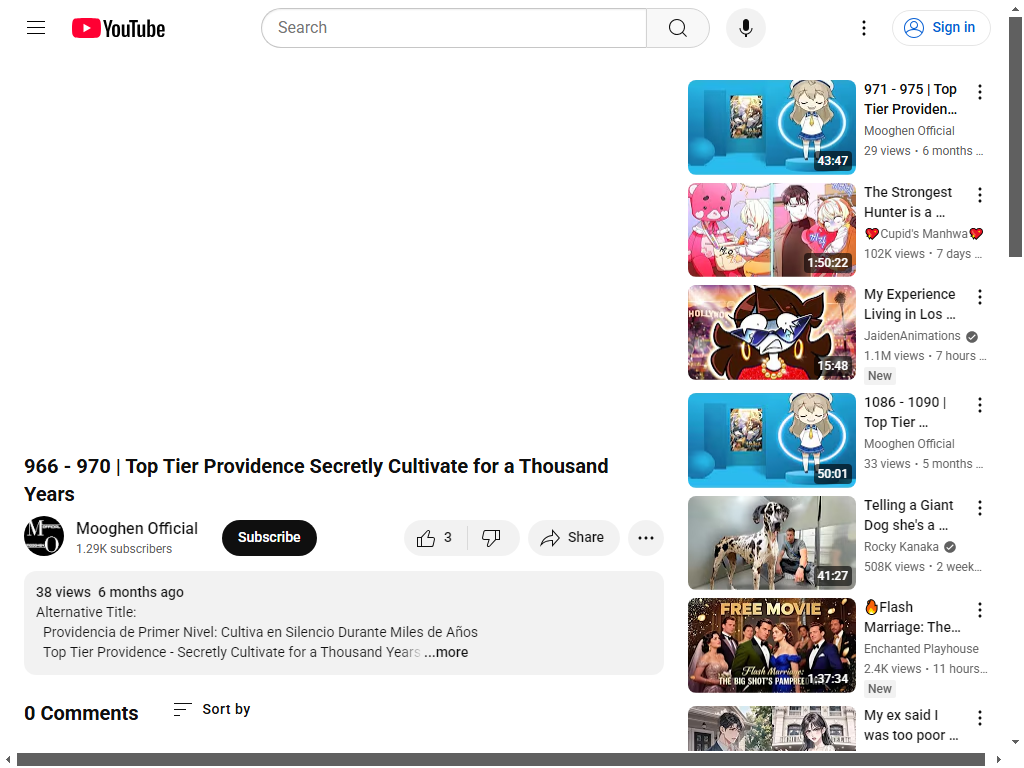 YouTube
Search
Sign in
966 - 970 | Top Tier Providence Secretly Cultivate for a Thousand
Years
Mooghen Official
1.29K subscribers
Subscribe
3
Share
38 views 6 months ago
Alternative Title:
Providencia de Primer Nivel: Cultiva en Silencio Durante Miles de Años
Top Tier Providence - Secretly Cultivate for a Thousand Years ...more
0 Comments
Sort by
43:47
971 - 975 | Top
Tier Providen...
Mooghen Official
29 views • 6 months ...
1:50:22
The Strongest
Hunter is a ...
💖Cupid's Manhwa💖
102K views • 7 days ...
HOLLYWOO
15:48
My Experience
Living in Los ...
JaidenAnimations
1.1M views • 7 hours ...
New
50:01
1086 - 1090 |
Top Tier ...
Mooghen Official
33 views • 5 months ...
41:27
Telling a Giant
Dog she's a ...
Rocky Kanaka
508K views • 2 week...
FREE MOVIE
Flash Marriage:
THE BIG SHOT'S PAMPERED
1:37:34
🔥Flash
Marriage: The...
Enchanted Playhouse
2.4K views • 11 hours...
New
My ex said I
was too poor ...